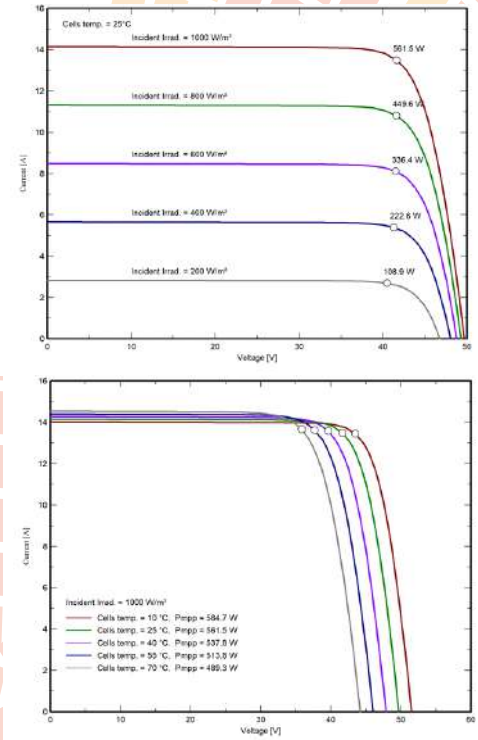 16
Cells temp. = 25°C
Incident Irrad. = 1000 W/m²
561.5 W
14
12
Incident Irrad. = 800 W/m²
449.6 W
10
Current [A]
Incident Irrad. = 600 W/m²
336.4 W
8
6
Incident Irrad. = 400 W/m²
222.6 W
4
Incident Irrad. = 200 W/m²
108.9 W
2
0
0 10 20 30 40 50
Voltage [V]
16
14
12
10
8
Current [A]
6
4
2
0
Incident Irrad. = 1000 W/m²
Cells temp. = 10 °C, Pmpp = 584.7 W
Cells temp. = 25 °C, Pmpp = 561.5 W
Cells temp. = 40 °C, Pmpp = 537.8 W
Cells temp. = 55 °C, Pmpp = 513.8 W
Cells temp. = 70 °C, Pmpp = 489.3 W
0 10 20 30 40 50 60
Voltage [V]